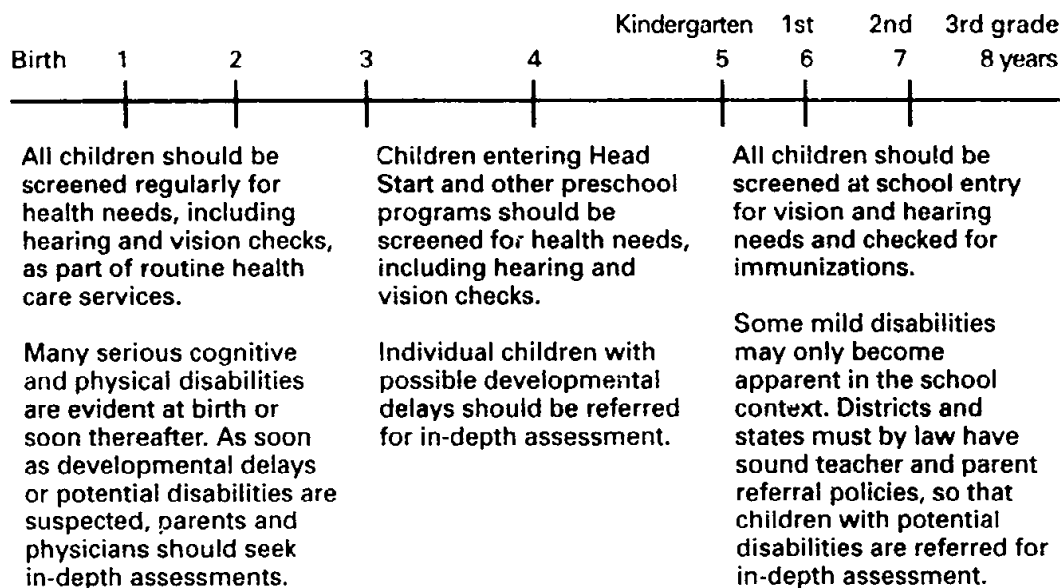 Kindergarten 1st 2nd 3rd grade
Birth 1 2 3 4 5 6 7 8 years
All children should be
screened regularly for
health needs, including
hearing and vision checks,
as part of routine health
care services.
Many serious cognitive
and physical disabilities
are evident at birth or
soon thereafter. As soon
as developmental delays
or potential disabilities are
suspected, parents and
physicians should seek
in-depth assessments.
Children entering Head
Start and other preschool
programs should be
screened for health needs,
including hearing and
vision checks.
Individual children with
possible developmental
delays should be referred
for in-depth assessment.
All children should be
screened at school entry
for vision and hearing
needs and checked for
immunizations.
Some mild disabilities
may only become
apparent in the school
context. Districts and
states must by law have
sound teacher and parent
referral policies, so that
children with potential
disabilities are referred for
in-depth assessment.